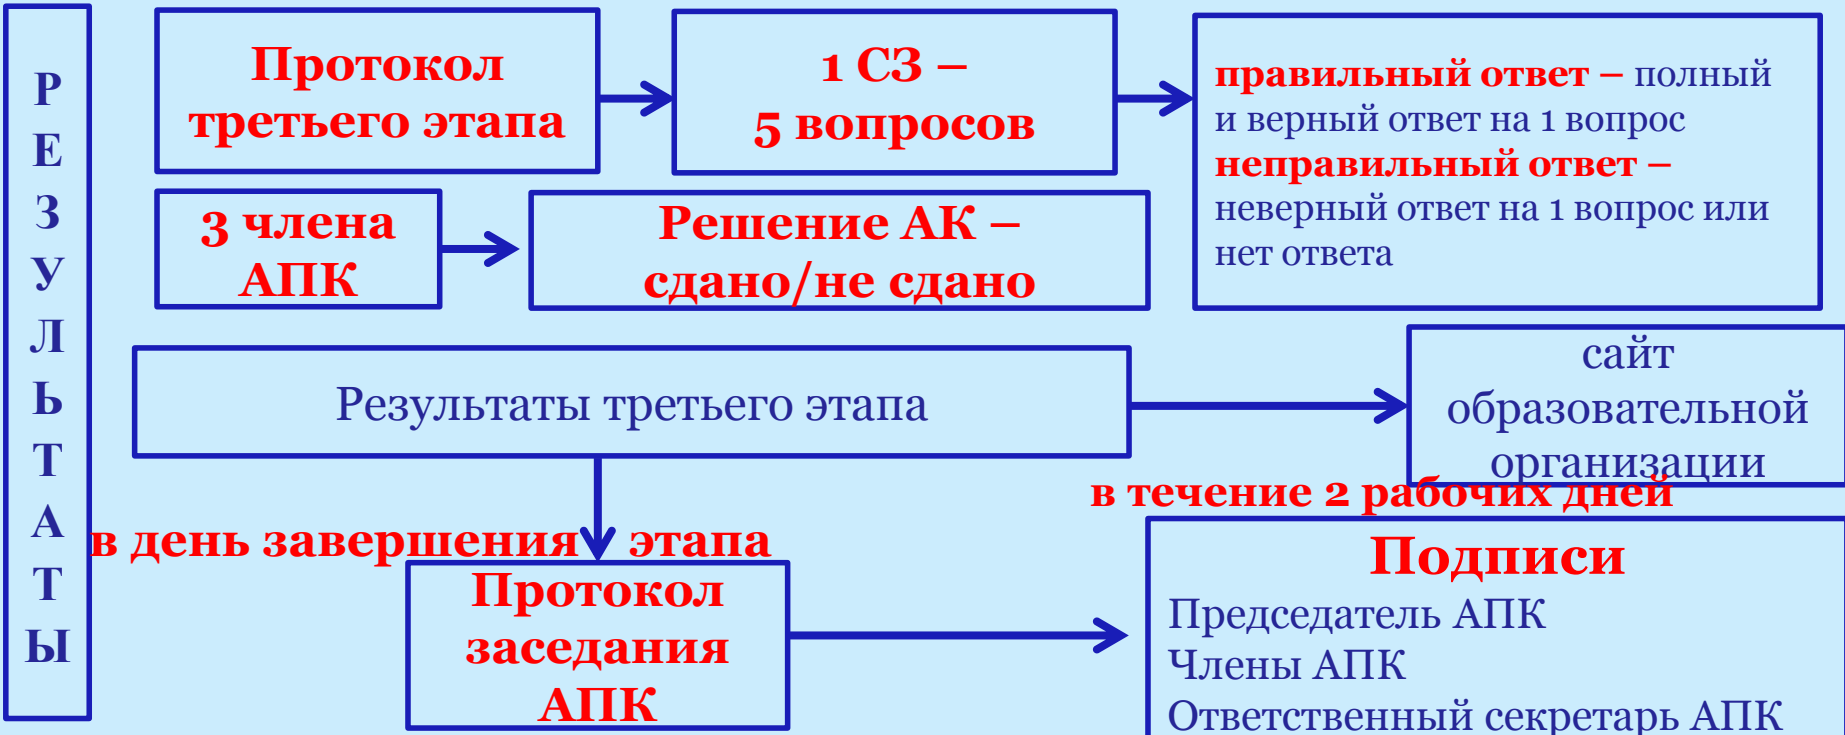 РЕЗУЛЬТАТЫ
Протокол
третьего этапа
1 СЗ –
5 вопросов
правильный ответ – полный
и верный ответ на 1 вопрос
неправильный ответ –
неверный ответ на 1 вопрос или
нет ответа
3 члена
АПК
Решение АК –
сдано/не сдано
Результаты третьего этапа
сайт
образовательной
организации
в течение 2 рабочих дней
в день завершения этапа
Протокол
заседания
АПК
Подписи
Председатель АПК
Члены АПК
Ответственный секретарь АПК